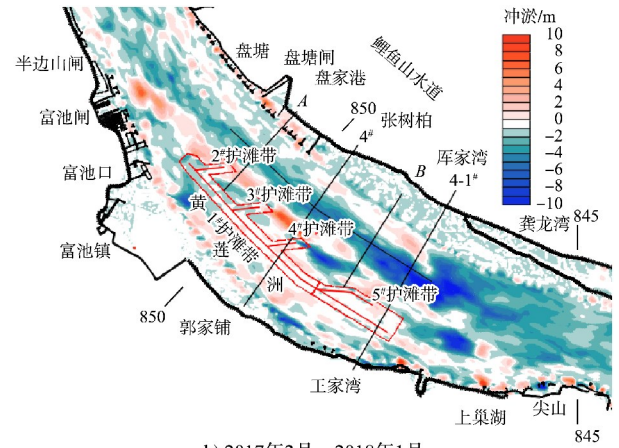 冲淤/m
10
8
6
4
2
0
−2
−4
−6
−8
−10
鲤鱼山水道
盘塘
盘塘闸
盘家港
半边山闸
富池闸
富池口
富池镇
A
850
张树柏
4#
B
厍家湾
4-1#
龚龙湾
845
2#护滩带
3#护滩带
黄
1#护滩带
4#护滩带
莲
洲
5#护滩带
850
郭家铺
工家湾
上巢湖
尖山
845